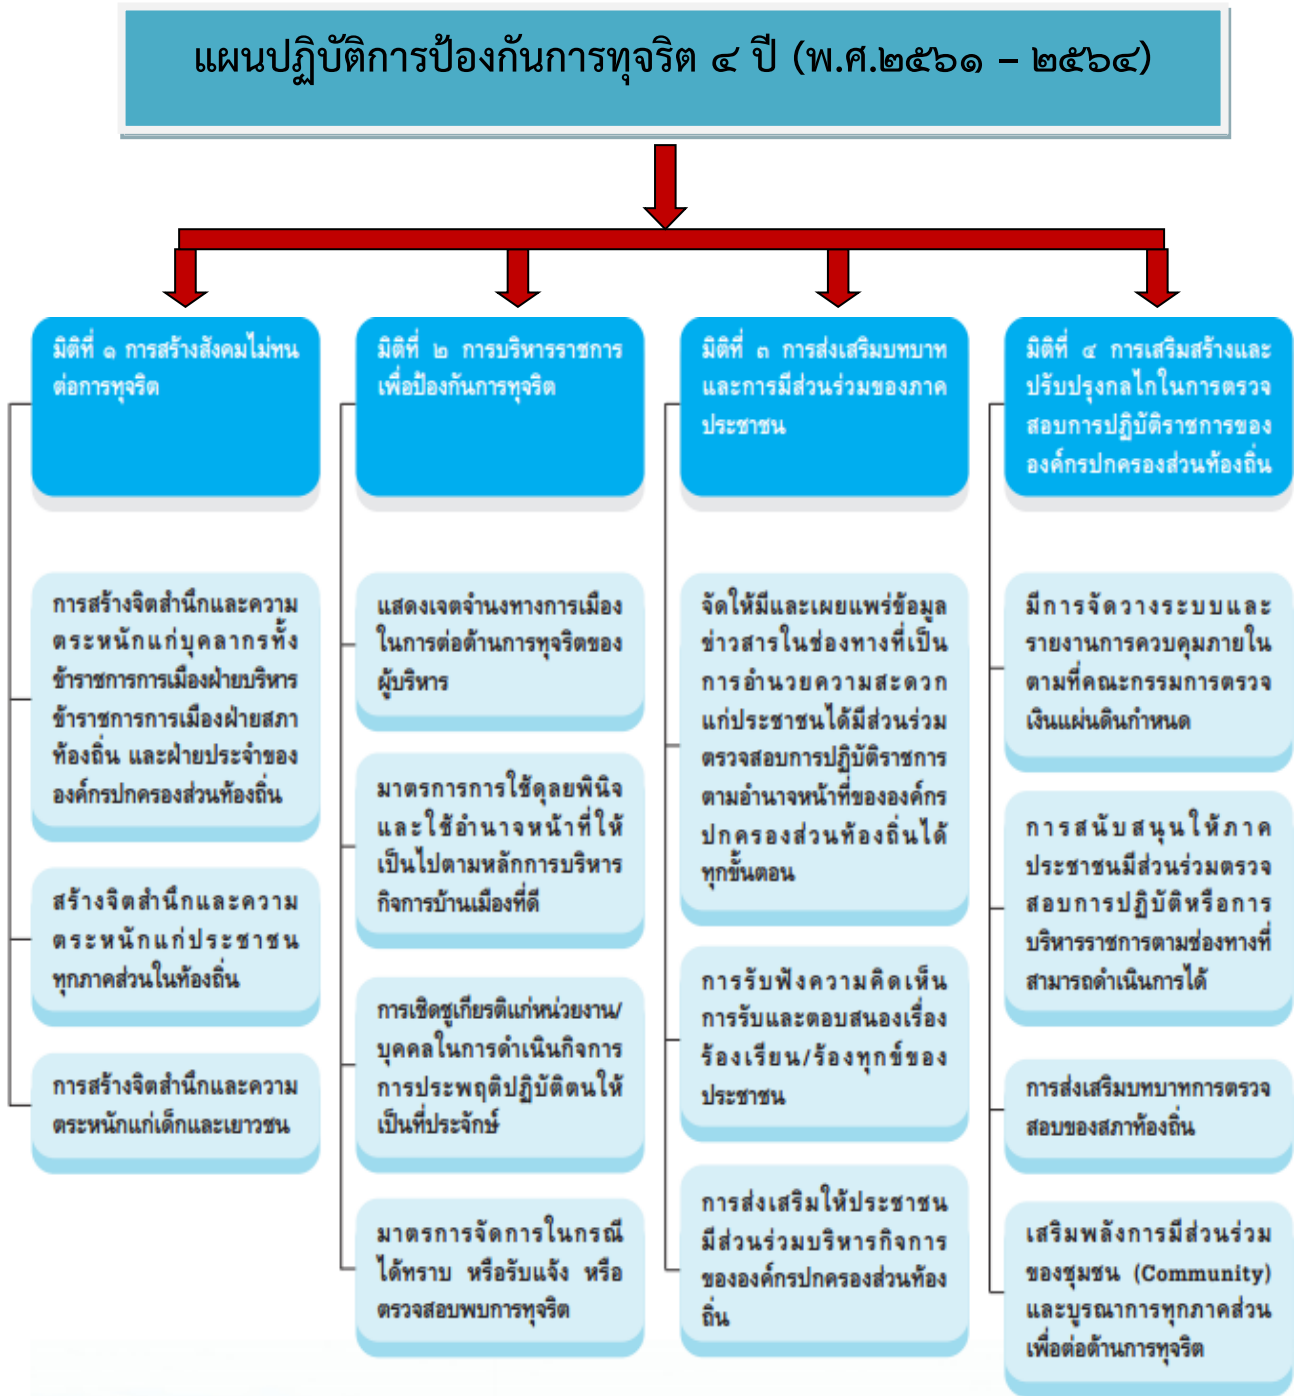 แผนปฏิบัติการป้องกันการทุจริต ๔ ปี (พ.ศ.๒๕๖๑ – ๒๕๖๔)
มิติที่ ๑ การสร้างสังคมไม่ทน
ต่อการทุจริต
การสร้างจิตสำนึกและความ
ตระหนักแก่บุคลากรทั้ง
ข้าราชการการเมืองฝ่ายบริหาร
ข้าราชการการเมืองฝ่ายสภา
ท้องถิ่น และฝ่ายประจำของ
องค์กรปกครองส่วนท้องถิ่น
สร้างจิตสำนึกและความ
ตระหนักแก่ประชาชน
ทุกภาคส่วนในท้องถิ่น
การสร้างจิตสำนึกและความ
ตระหนักแก่เด็กและเยาวชน
มิติที่ ๒ การบริหารราชการ
เพื่อป้องกันการทุจริต
แสดงเจตจำนงทางการเมือง
ในการต่อต้านการทุจริตของ
ผู้บริหาร
มาตรการการใช้ดุลยพินิจ
และใช้อำนาจหน้าที่ให้
เป็นไปตามหลักการบริหาร
กิจการบ้านเมืองที่ดี
การเชิดชูเกียรติแก่หน่วยงาน/
บุคคลในการดำเนินกิจการ
การประพฤติปฏิบัติตนให้
เป็นที่ประจักษ์
มาตรการจัดการในกรณี
ได้ทราบ หรือรับแจ้ง หรือ
ตรวจสอบพบการทุจริต
มิติที่ ๓ การส่งเสริมบทบาท
และการมีส่วนร่วมของภาค
ประชาชน
จัดให้มีและเผยแพร่ข้อมูล
ข่าวสารในช่องทางที่เป็น
การอำนวยความสะดวก
แก่ประชาชนได้มีส่วนร่วม
ตรวจสอบการปฏิบัติราชการ
ตามอำนาจหน้าที่ขององค์กร
ปกครองส่วนท้องถิ่นได้
ทุกขั้นตอน
การรับฟังความคิดเห็น
การรับและตอบสนองเรื่อง
ร้องเรียน/ร้องทุกข์ของ
ประชาชน
การส่งเสริมให้ประชาชน
มีส่วนร่วมบริหารกิจการ
ขององค์กรปกครองส่วนท้อง
ถิ่น
มิติที่ ๔ การเสริมสร้างและ
ปรับปรุงกลไกในการตรวจ
สอบการปฏิบัติราชการของ
องค์กรปกครองส่วนท้องถิ่น
มีการจัดวางระบบและ
รายงานการควบคุมภายใน
ตามที่คณะกรรมการตรวจ
เงินแผ่นดินกำหนด
การสนับสนุนให้ภาค
ประชาชนมีส่วนร่วมตรวจ
สอบการปฏิบัติหรือการ
บริหารราชการตามช่องทางที่
สามารถดำเนินการได้
การส่งเสริมบทบาทการตรวจ
สอบของสภาท้องถิ่น
เสริมพลังการมีส่วนร่วม
ของชุมชน (Community)
และบูรณาการทุกภาคส่วน
เพื่อต่อต้านการทุจริต